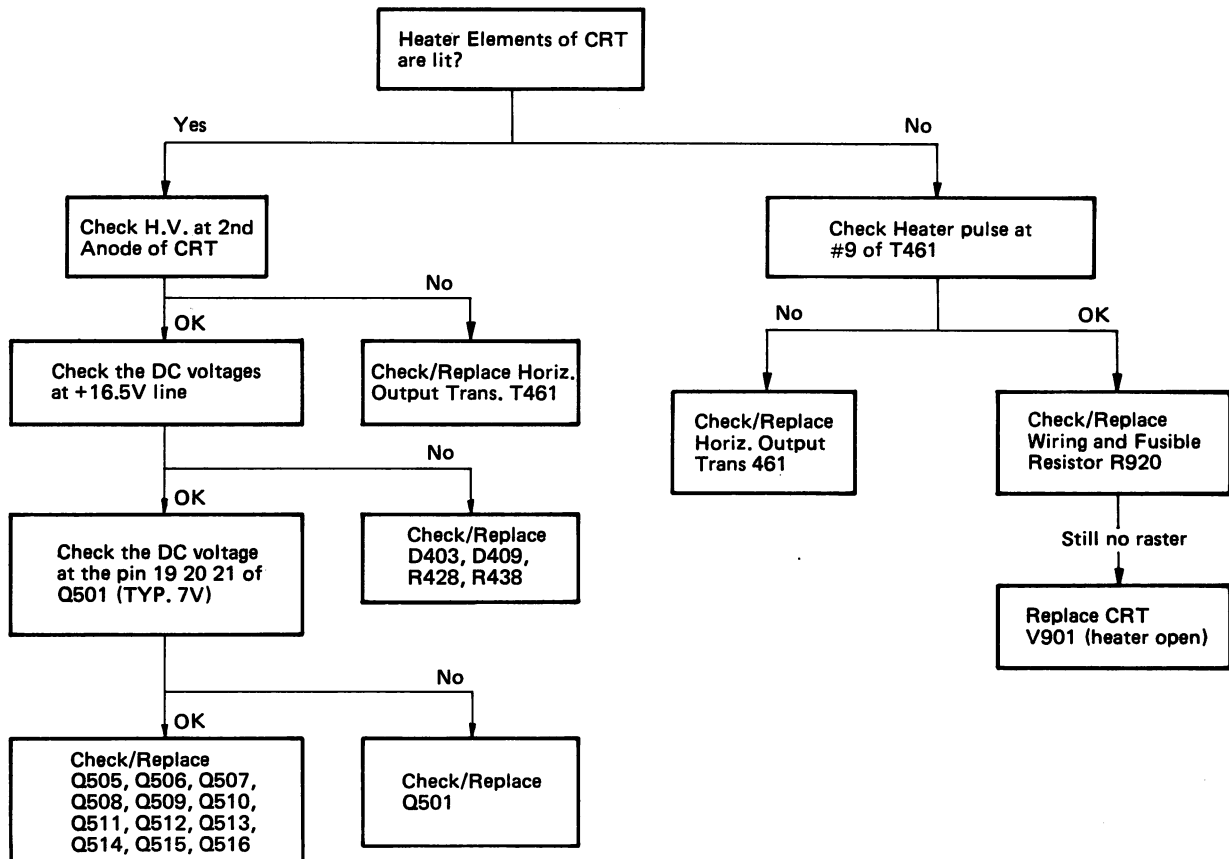 Heater Elements of CRT
are lit?
Yes
No
Check H.V. at 2nd
Anode of CRT
Check Heater pulse at
#9 of T461
No
OK
No
OK
Check the DC voltages
at +16.5V line
Check/Replace Horiz.
Output Trans. T461
Check/Replace
Horiz. Output
Trans 461
Check/Replace
Wiring and Fusible
Resistor R920
No
OK
Still no raster
Check the DC voltage
at the pin 19 20 21 of
Q501 (TYP. 7V)
Check/Replace
D403, D409,
R428, R438
Replace CRT
V901 (heater open)
No
OK
Check/Replace
Q505, Q506, Q507,
Q508, Q509, Q510,
Q511, Q512, Q513,
Q514, Q515, Q516
Check/Replace
Q501